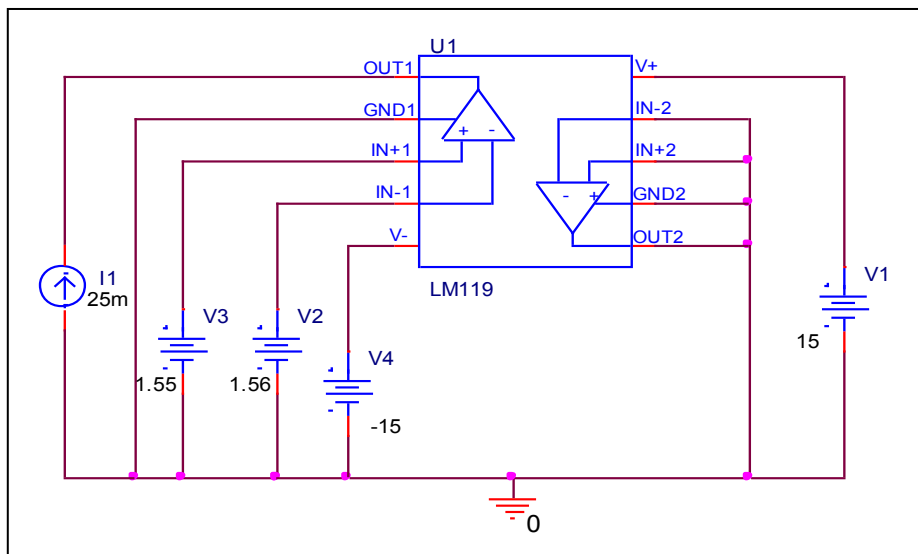 U1
OUT1
GND1
IN+1
IN-1
V-
V+
IN-2
IN+2
GND2
OUT2
+
-
-
+
LM119
I1
25m
V3
1.55
V2
1.56
V4
-15
V1
15
0